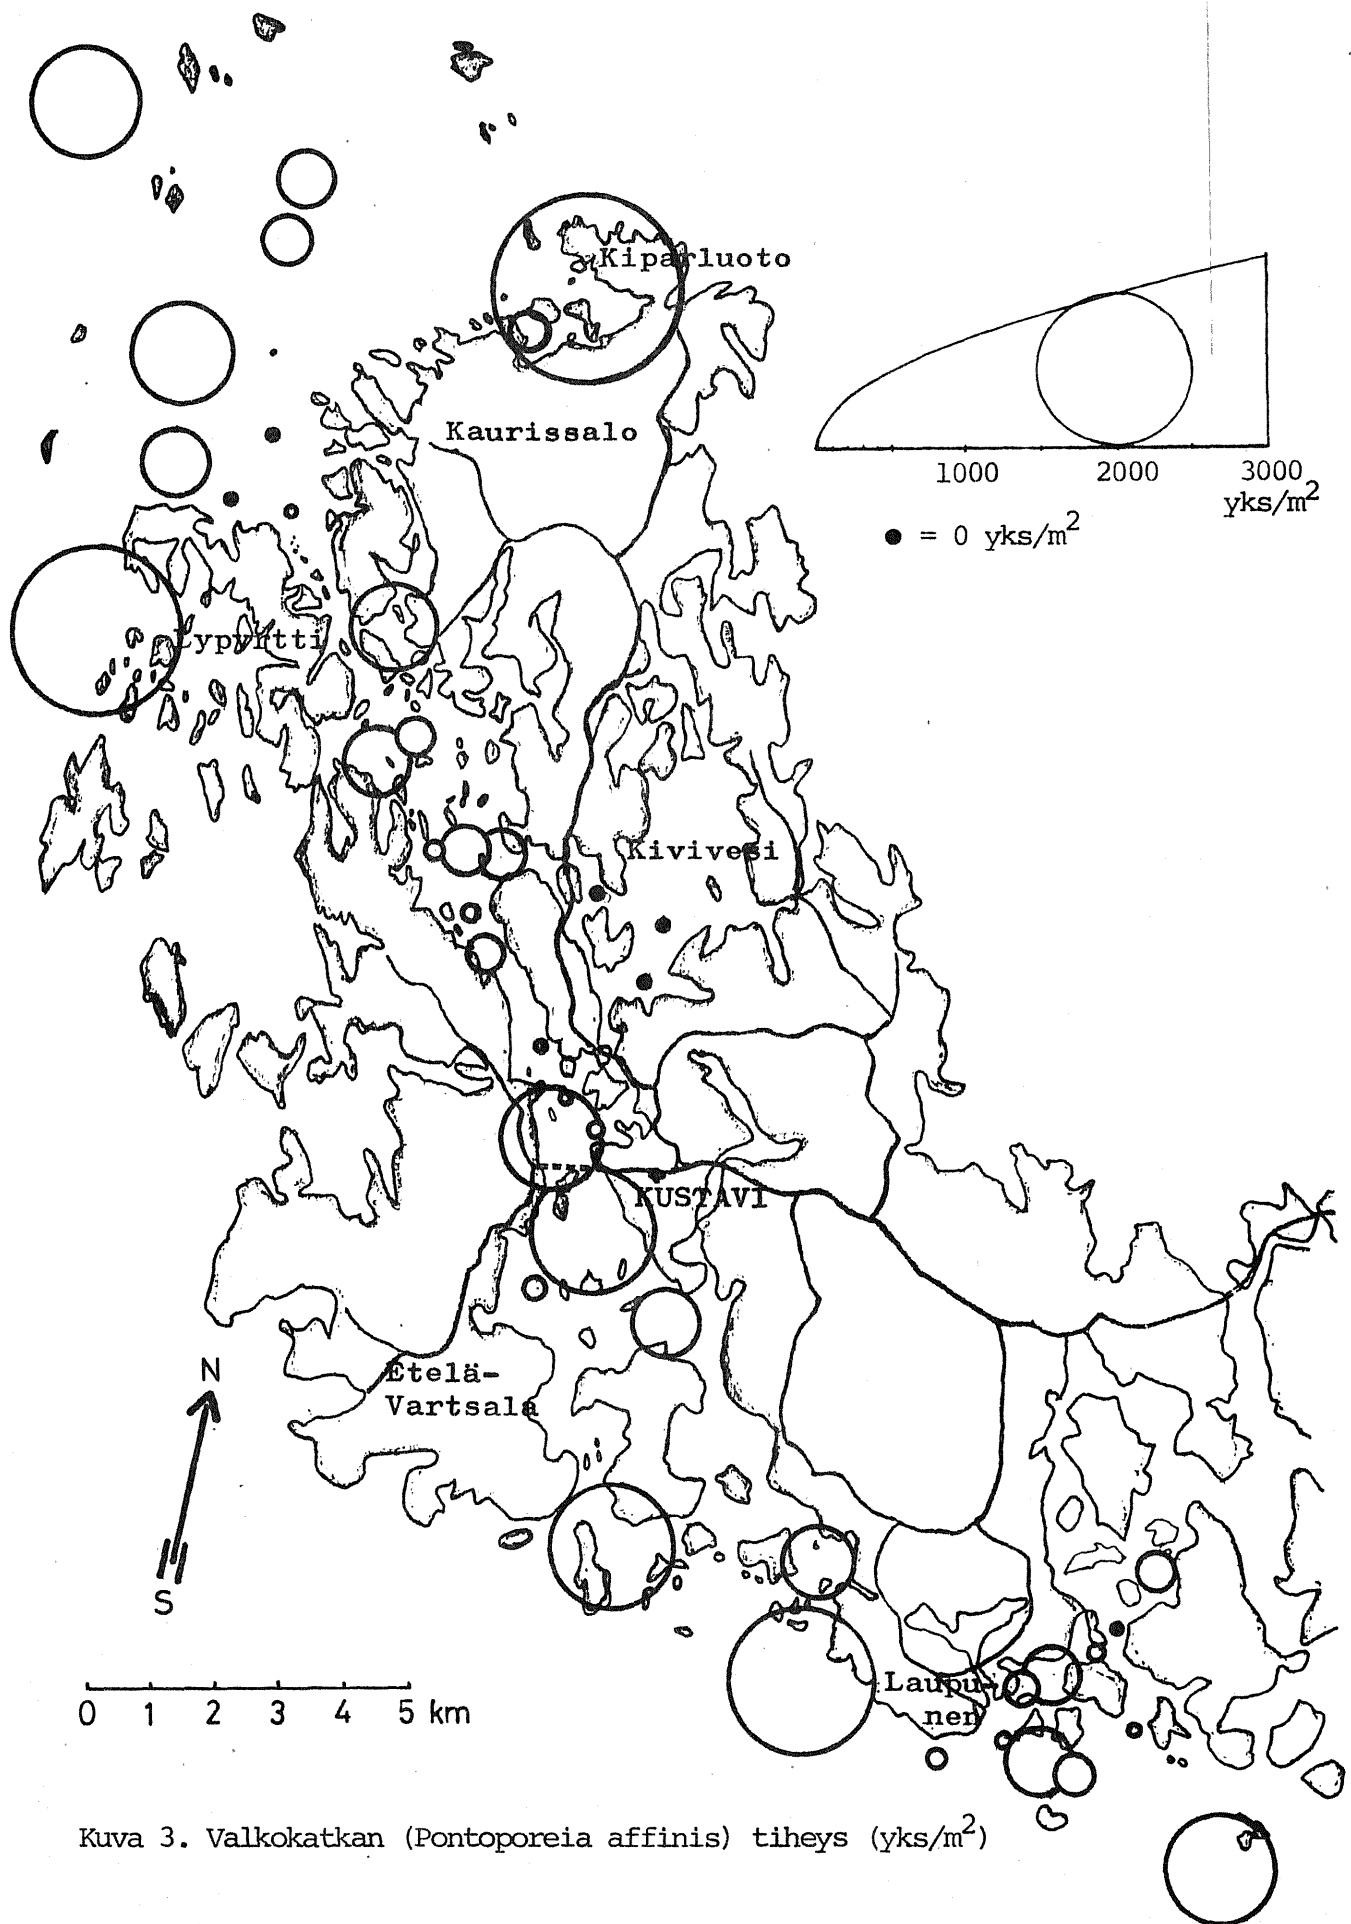 Kiparluoto
Kaurissalo
1000 2000 3000
yks/m²
● = 0 yks/m²
Lypyrtti
Kivivesi
KUSTAVI
N
Etelä-
Vartsala
S
Laupu-
nen
0 1 2 3 4 5 km
Kuva 3. Valkokatkan (Pontoporeia affinis) tiheys (yks/m²)